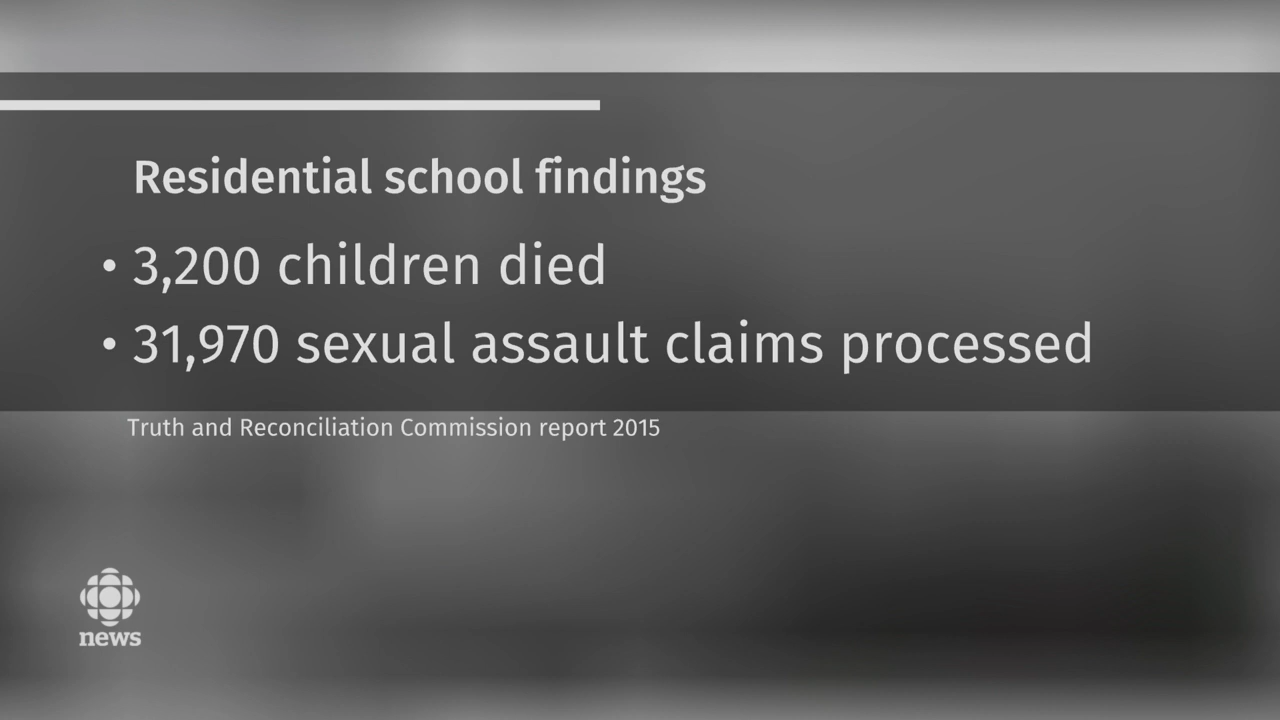 Residential school findings
• 3,200 children died
• 31,970 sexual assault claims processed
Truth and Reconciliation Commission report 2015
news